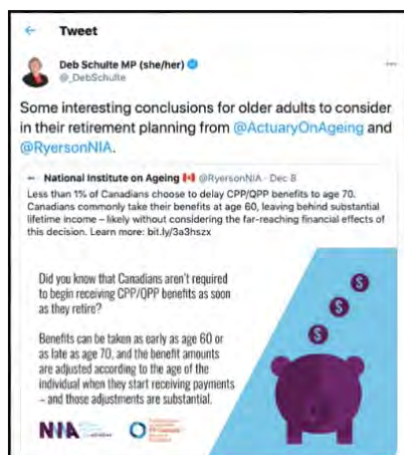 Tweet
Deb Schulte MP (she/her)
@_DebSchulte
Some interesting conclusions for older adults to consider
in their retirement planning from @ActuaryOnAgeing and
@RyersonNIA.
National Institute on Ageing @RyersonNIA · Dec 8
Less than 1% of Canadians choose to delay CPP/QPP benefits to age 70.
Canadians commonly take their benefits at age 60, leaving behind substantial
lifetime income – likely without considering the far-reaching financial effects of
this decision. Learn more: bit.ly/3a3hszx
Did you know that Canadians aren't required
to begin receiving CPP/QPP benefits as soon
as they retire?
Benefits can be taken as early as age 60 or
as late as age 70, and the benefit amounts
are adjusted according to the age of the
individual when they start receiving payments
– and those adjustments are substantial.
NIA
$
$
$